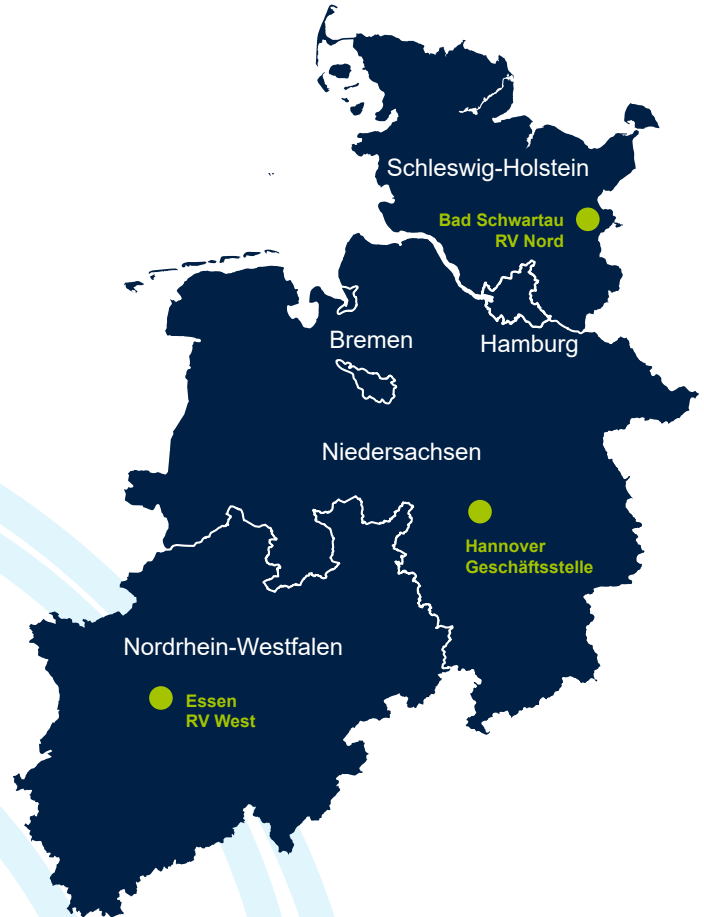 Schleswig-Holstein
Bad Schwartau
RV Nord
Bremen
Hamburg
Niedersachsen
Hannover
Geschäftsstelle
Nordrhein-Westfalen
Essen
RV West